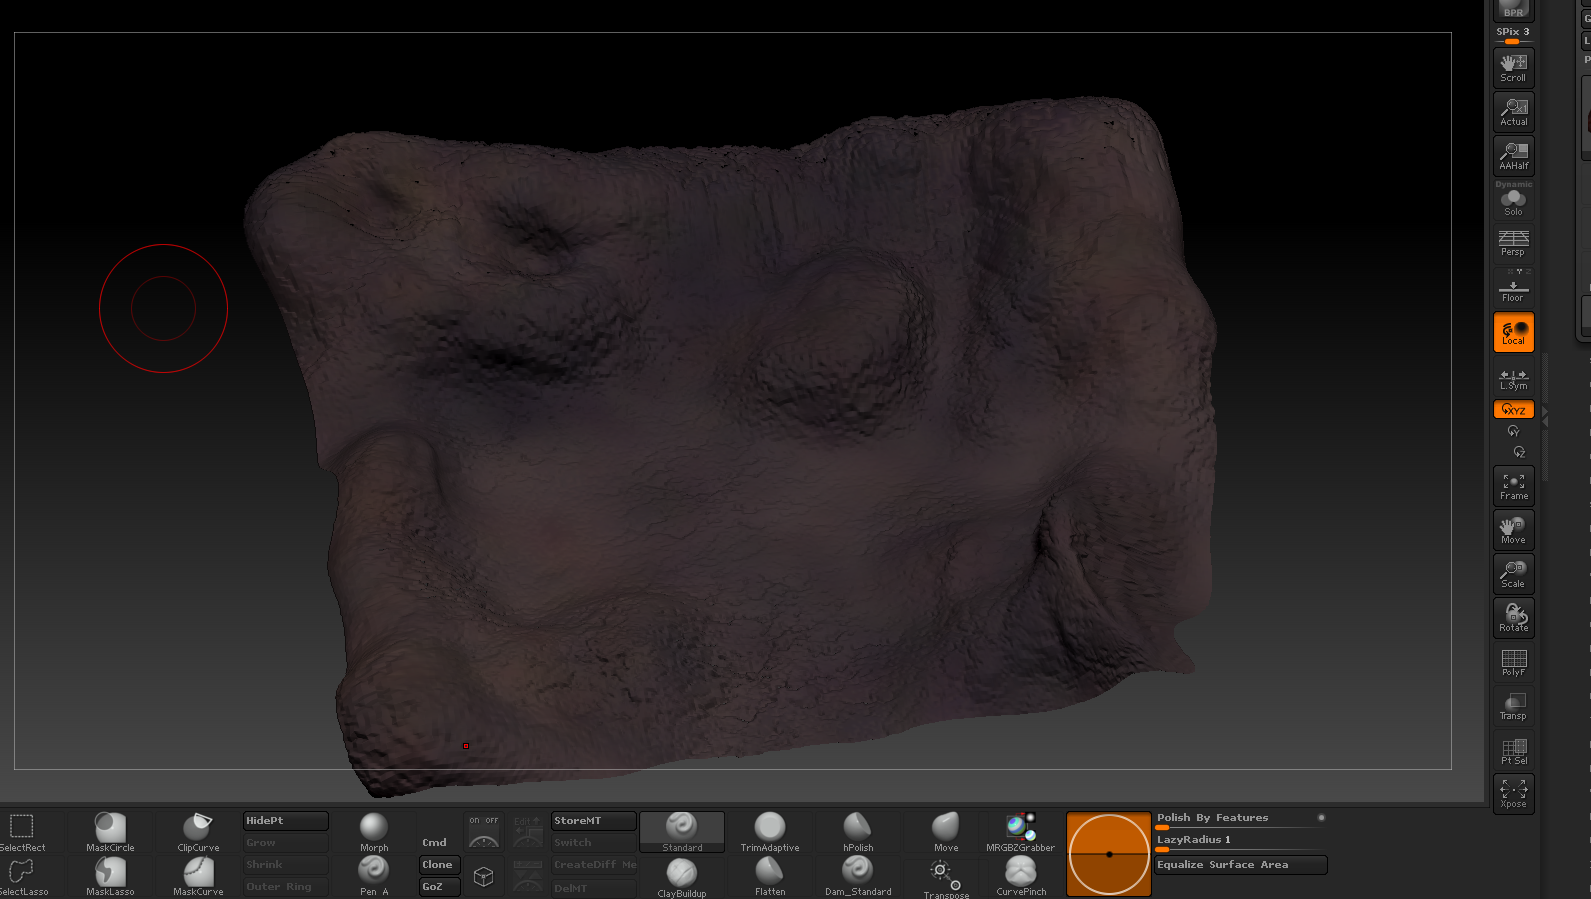 BPR
SPix 3
Scroll
Actual
AAHalf
Dynamic
Solo
Persp
Floor
Local
L.Sym
XYZ
Y
Z
Frame
Move
Scale
Rotate
PolyF
Transp
Pt Sel
Xpose
SelectRect
MaskCircle
ClipCurve
HidePt
Grow
Morph
Cmd
on off
Edit
StoreMT
Switch
Standard
TrimAdaptive
hPolish
Move
MRGBZGrabber
Polish By Features
LazyRadius 1
Equalize Surface Area
SelectLasso
MaskLasso
MaskCurve
Shrink
Outer Ring
Pen A
Clone
GoZ
CreateDiff Me
DelMT
ClayBuildup
Flatten
Dam_Standard
Transpose
CurvePinch